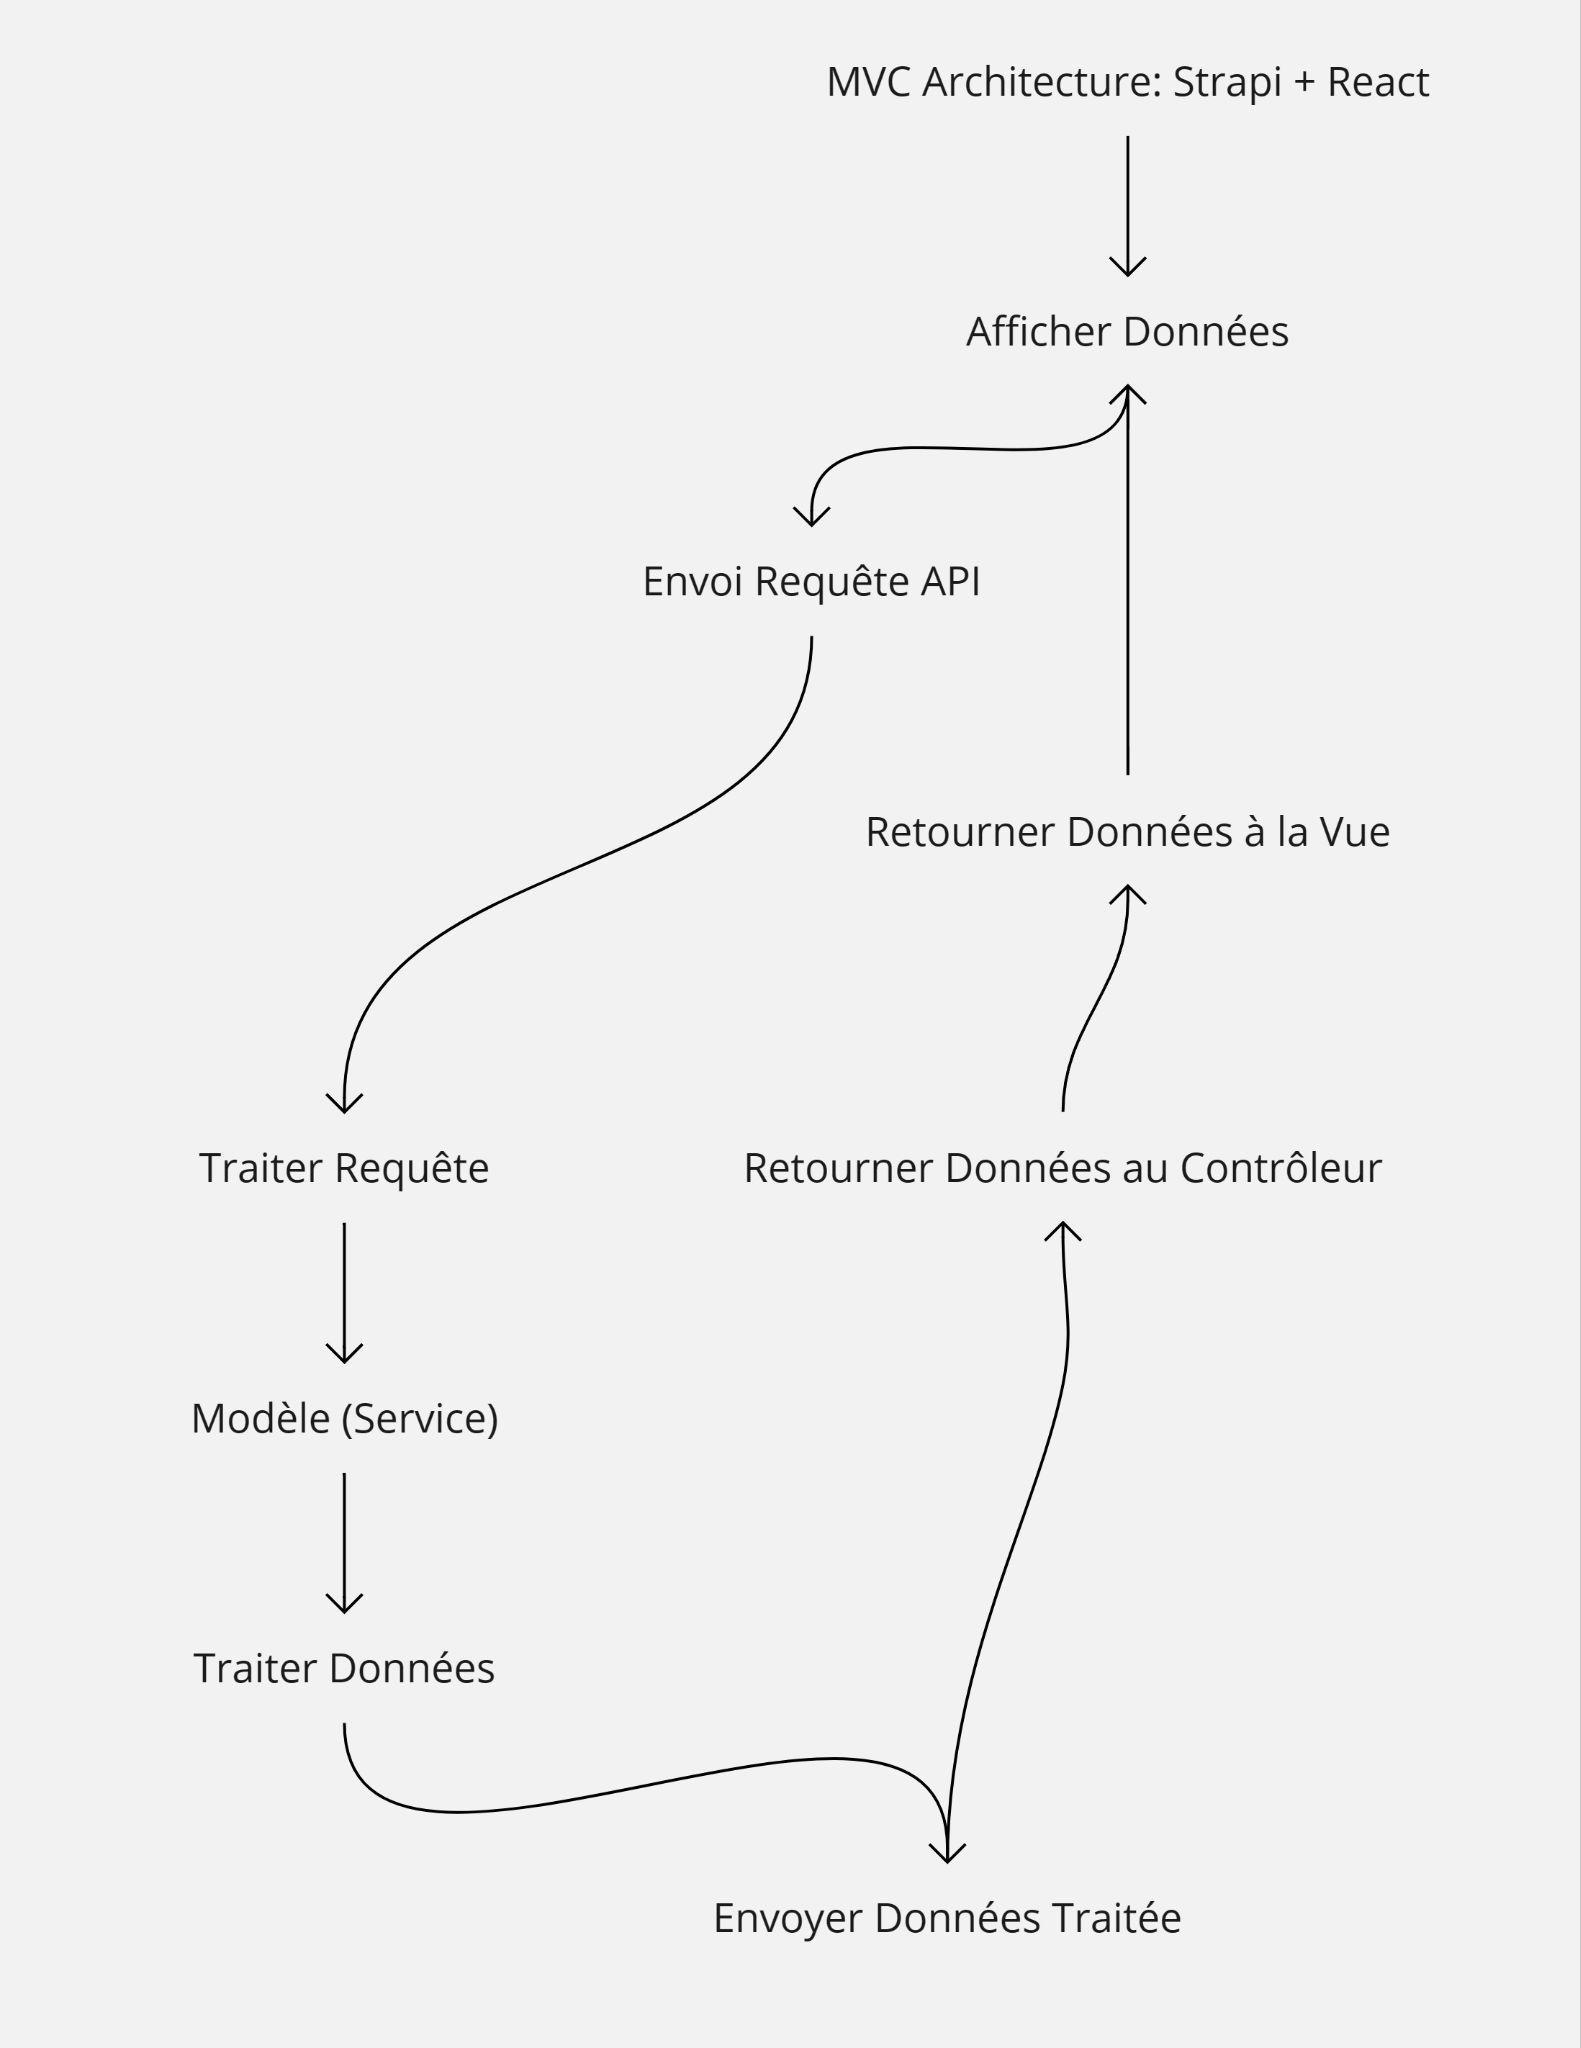 MVC Architecture: Strapi + React
Afficher Données
Envoi Requête API
Retourner Données à la Vue
Traiter Requête
Retourner Données au Contrôleur
Modèle (Service)
Traiter Données
Envoyer Données Traitée